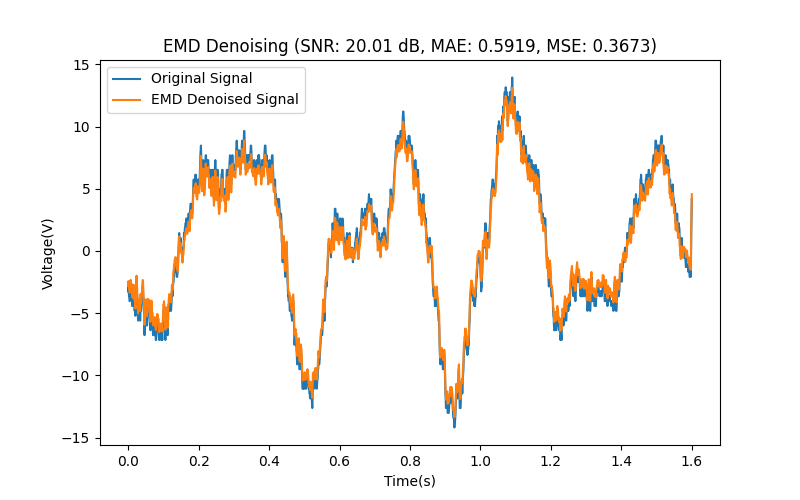 EMD Denoising (SNR: 20.01 dB, MAE: 0.5919, MSE: 0.3673)
Original Signal
EMD Denoised Signal
15
10
5
0
−5
−10
−15
Voltage(V)
0.0 0.2 0.4 0.6 0.8 1.0 1.2 1.4 1.6
Time(s)